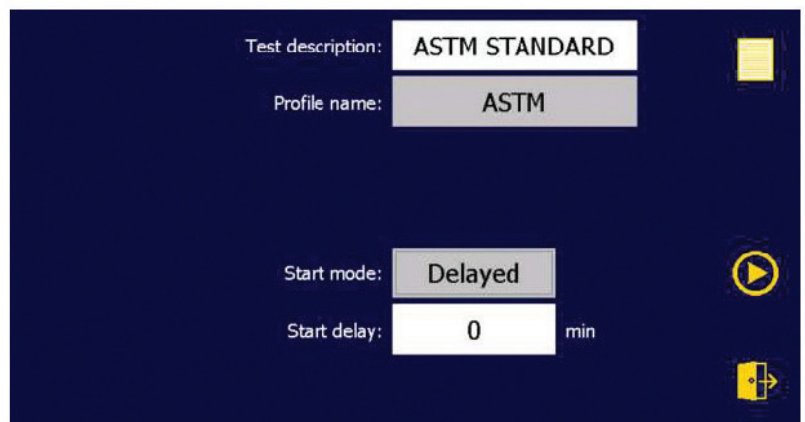 Test description: ASTM STANDARD
Profile name: ASTM
Start mode: Delayed
Start delay: 0 min